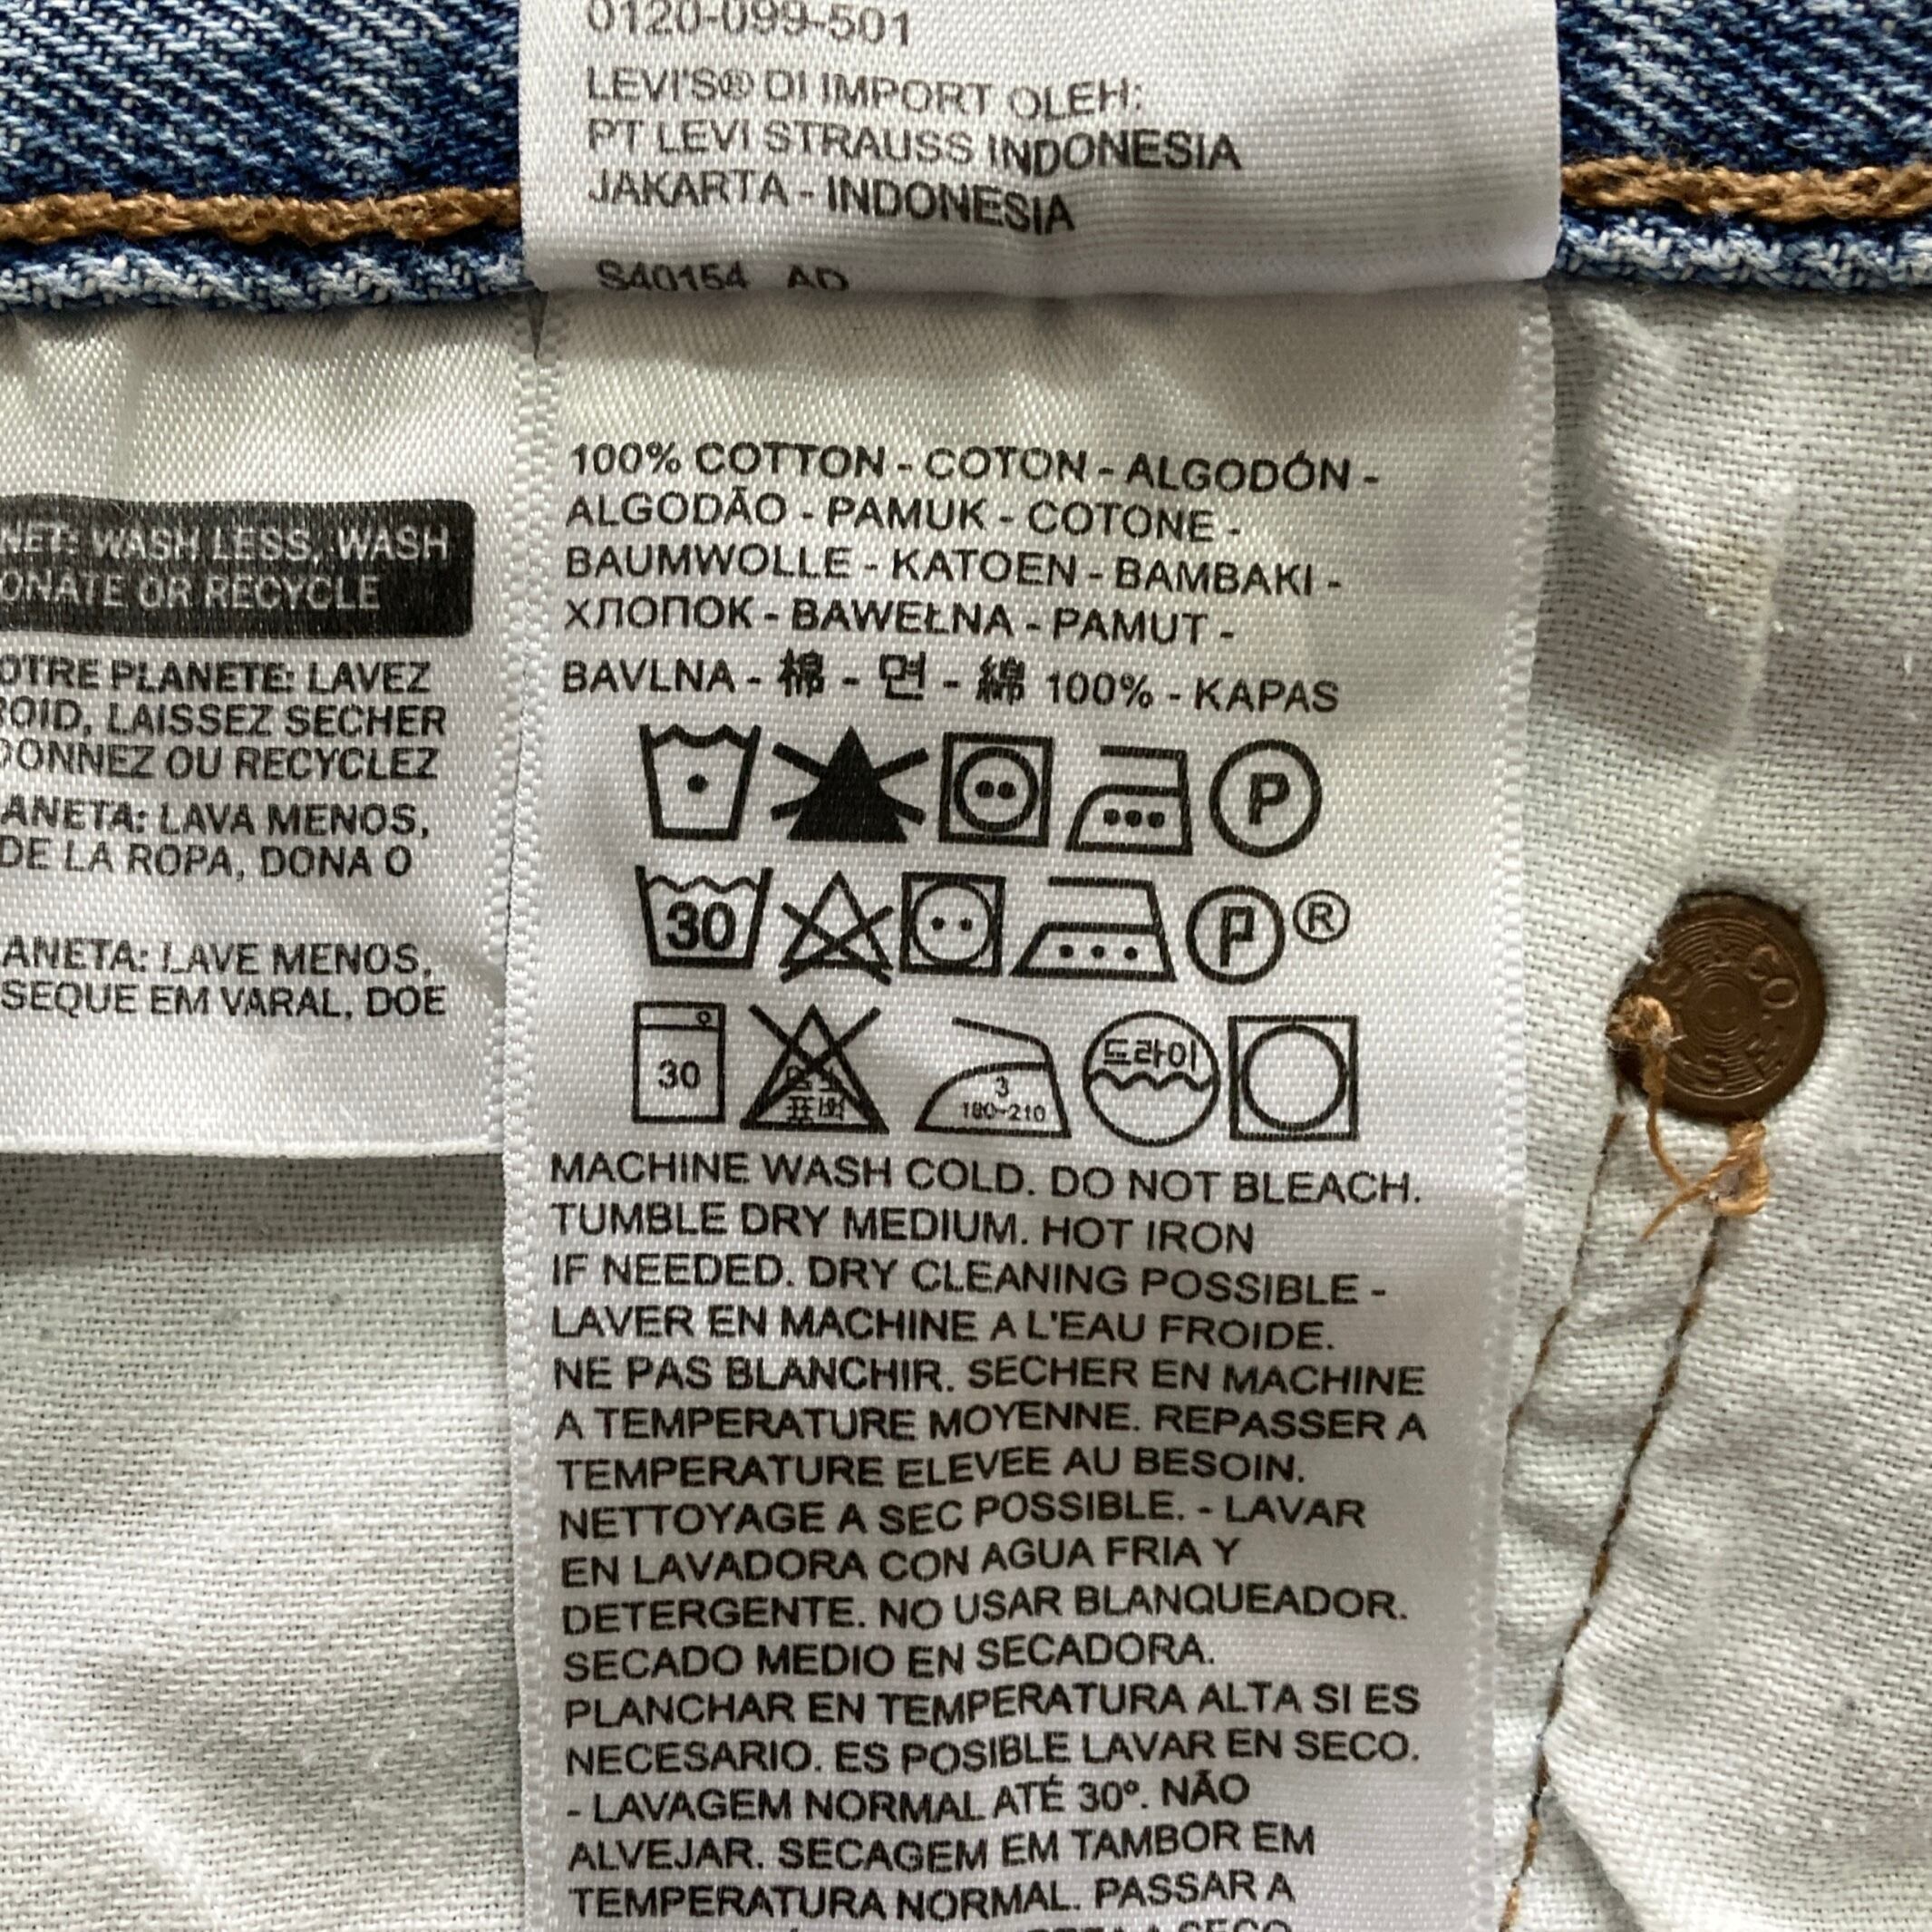 0120-099-501
LEVI'S® DI IMPORT OLEH:
PT LEVI STRAUSS INDONESIA
JAKARTA - INDONESIA
S40154 AD
NET: WASH LESS, WASH
ONATE OR RECYCLE
OTRE PLANETE: LAVEZ
ROID, LAISSEZ SECHER
DONNEZ OU RECYCLEZ
ANETA: LAVA MENOS,
DE LA ROPA, DONA O
ANETA: LAVE MENOS,
SEQUE EM VARAL, DOE
100% COTTON - COTON - ALGODÓN -
ALGODÃO - PAMUK - COTONE -
BAUMWOLLE - KATOEN - BAMBAKI -
ХЛОПОК - BAWEŁNA - PAMUT -
BAVLNA - 棉 - 면 - 綿 100% - KAPAS
P
30 P ®
30 3 180~210 드라이
MACHINE WASH COLD. DO NOT BLEACH.
TUMBLE DRY MEDIUM. HOT IRON
IF NEEDED. DRY CLEANING POSSIBLE -
LAVER EN MACHINE A L'EAU FROIDE.
NE PAS BLANCHIR. SECHER EN MACHINE
A TEMPERATURE MOYENNE. REPASSER A
TEMPERATURE ELEVEE AU BESOIN.
NETTOYAGE A SEC POSSIBLE. - LAVAR
EN LAVADORA CON AGUA FRIA Y
DETERGENTE. NO USAR BLANQUEADOR.
SECADO MEDIO EN SECADORA.
PLANCHAR EN TEMPERATURA ALTA SI ES
NECESARIO. ES POSIBLE LAVAR EN SECO.
- LAVAGEM NORMAL ATÉ 30º. NÃO
ALVEJAR. SECAGEM EM TAMBOR EM
TEMPERATURA NORMAL. PASSAR A